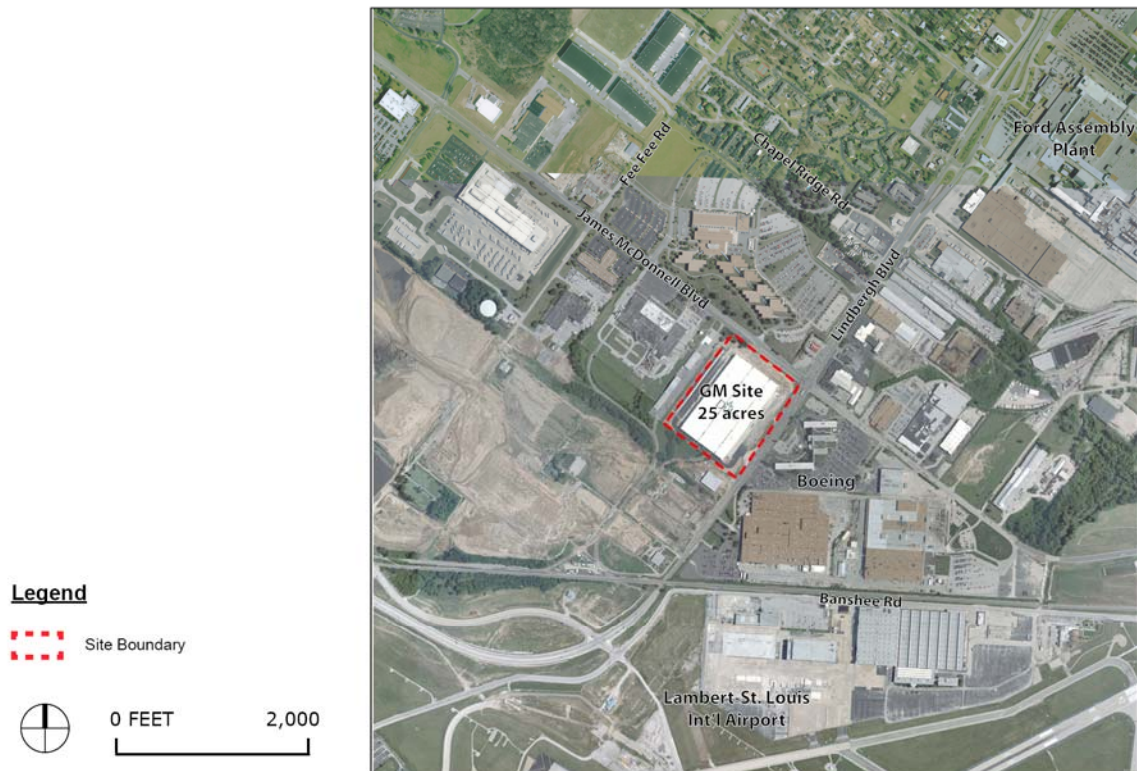 Ford Assembly
Plant
Chapel Ridge Rd
Fee Fee Rd
James McDonnell Blvd
Lindbergh Blvd
GM Site
25 acres
Boeing
Banshee Rd
Lambert-St. Louis
Int'l Airport
Legend
Site Boundary
0 FEET 2,000